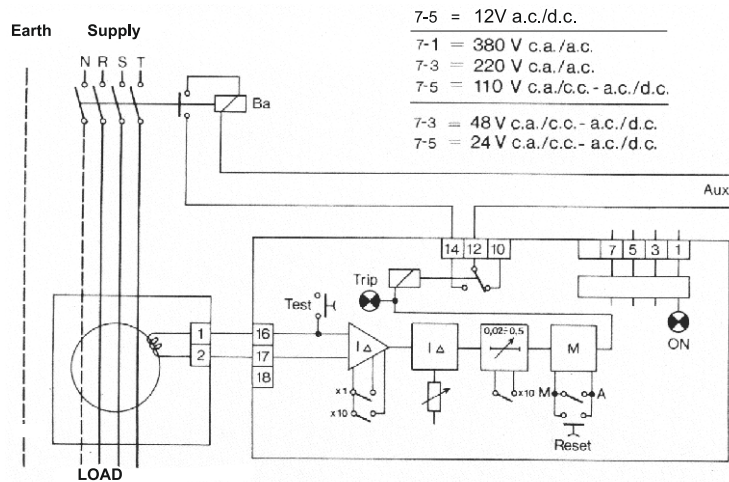 7-5 = 12V a.c./d.c.
Earth Supply
7-1 = 380 V c.a./a.c.
N R S T
7-3 = 220 V c.a./a.c.
7-5 = 110 V c.a./c.c.- a.c./d.c.
Ba
7-3 = 48 V c.a./c.c.- a.c./d.c.
7-5 = 24 V c.a./c.c.- a.c./d.c.
Aux
14 12 10
7 5 3 1
Trip
Test
ON
1 16
2 17
18
I Δ
I Δ
0,02÷0,5
M
x1
x10
x10
M A
Reset
LOAD